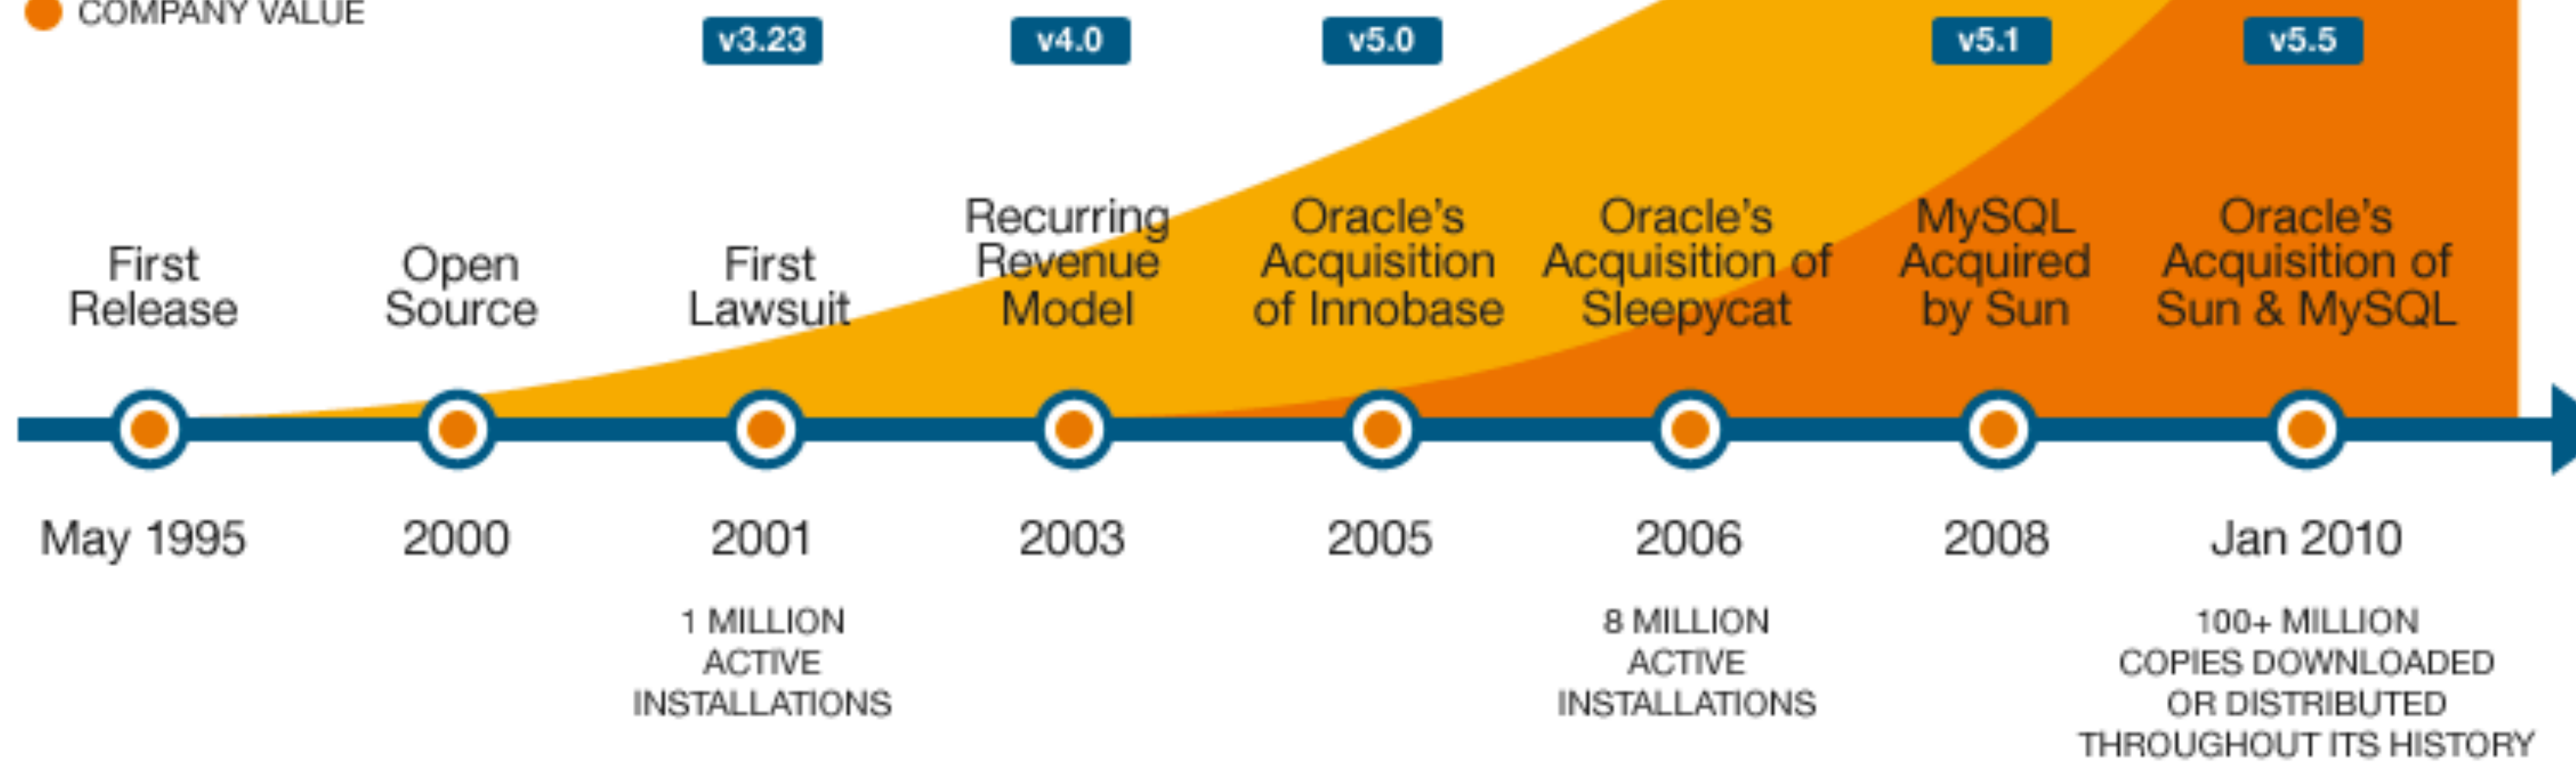 COMPANY VALUE
v3.23
v4.0
v5.0
v5.1
v5.5
First
Release
Open
Source
First
Lawsuit
Recurring
Revenue
Model
Oracle's
Acquisition
of Innobase
Oracle's
Acquisition of
Sleepycat
MySQL
Acquired
by Sun
Oracle's
Acquisition of
Sun & MySQL
May 1995
2000
2001
2003
2005
2006
2008
Jan 2010
1 MILLION
ACTIVE
INSTALLATIONS
8 MILLION
ACTIVE
INSTALLATIONS
100+ MILLION
COPIES DOWNLOADED
OR DISTRIBUTED
THROUGHOUT ITS HISTORY